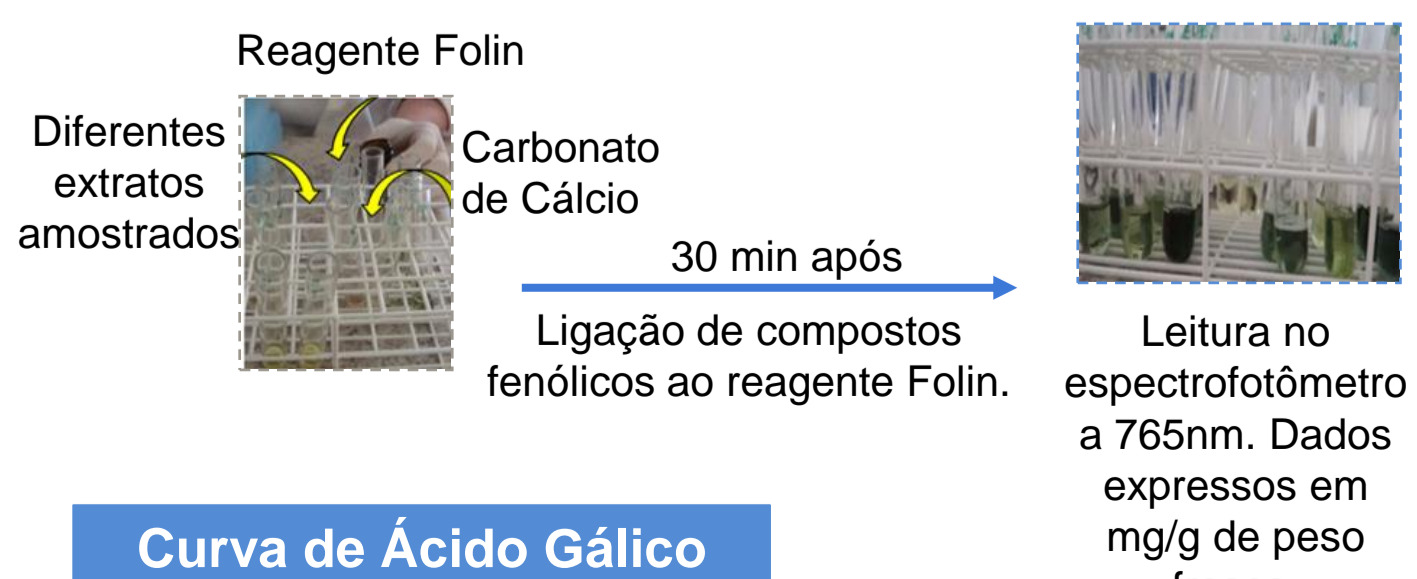 Reagente Folin
Diferentes
extratos
amostrados
Carbonato
de Cálcio
30 min após
Ligação de compostos
fenólicos ao reagente Folin.
Leitura no
espectrofotômetro
a 765nm. Dados
expressos em
mg/g de peso
Curva de Ácido Gálico